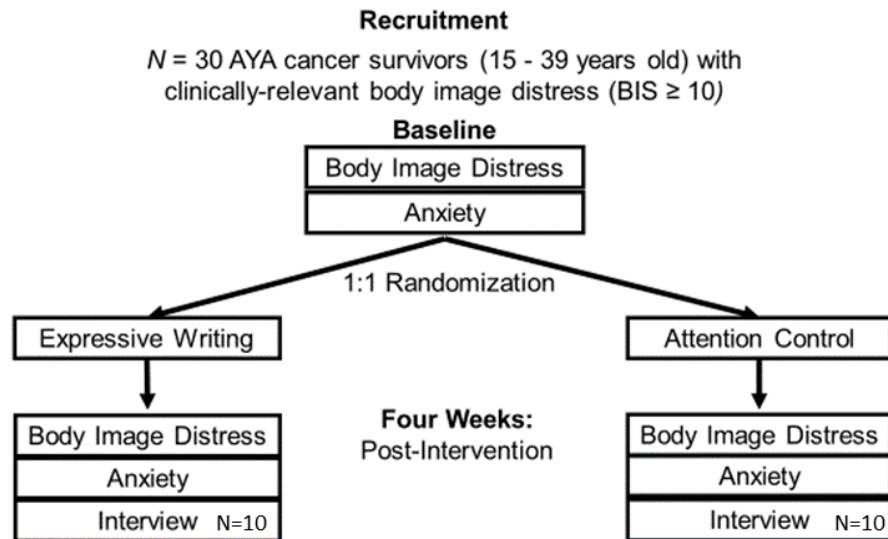 Recruitment
N = 30 AYA cancer survivors (15 - 39 years old) with
clinically-relevant body image distress (BIS ≥ 10)
Baseline
Body Image Distress
Anxiety
1:1 Randomization
Expressive Writing
Attention Control
Body Image Distress
Anxiety
Interview N=10
Four Weeks:
Post-Intervention
Body Image Distress
Anxiety
Interview N=10